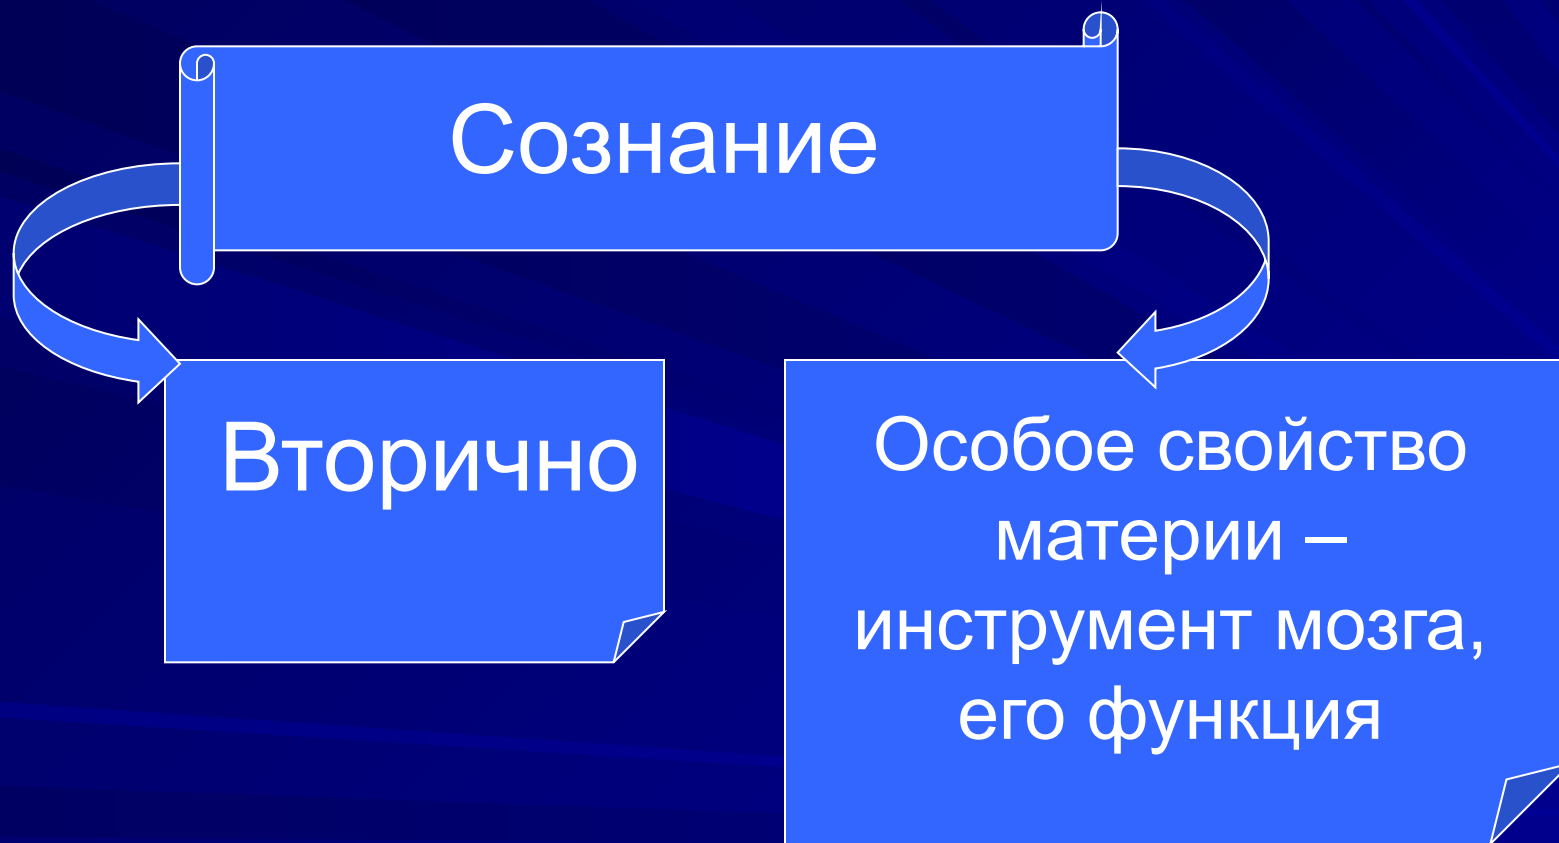 Сознание
Вторично
Особое свойство
материи –
инструмент мозга,
его функция